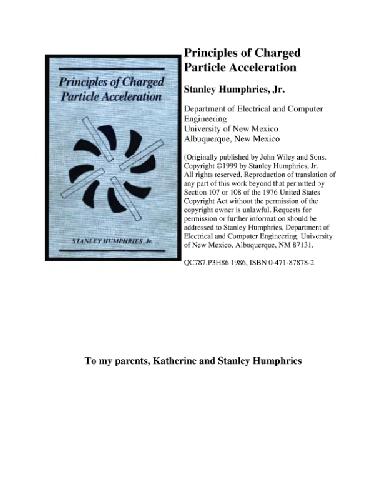 Principles of Charged
Particle Acceleration
STANLEY HUMPHRIES, Jr.
Principles of Charged
Particle Acceleration
Stanley Humphries, Jr.
Department of Electrical and Computer
Engineering
University of New Mexico
Albuquerque, New Mexico
(Originally published by John Wiley and Sons.
Copyright ©1999 by Stanley Humphries, Jr.
All rights reserved. Reproduction of translation of
any part of this work beyond that permitted by
Section 107 or 108 of the 1976 United States
Copyright Act without the permission of the
copyright owner is unlawful. Requests for
permission or further information should be
addressed to Stanley Humphries, Department of
Electrical and Computer Engineering, University
of New Mexico, Albuquerque, NM 87131.
QC787.P3H86 1986, ISBN 0-471-87878-2
To my parents, Katherine and Stanley Humphries